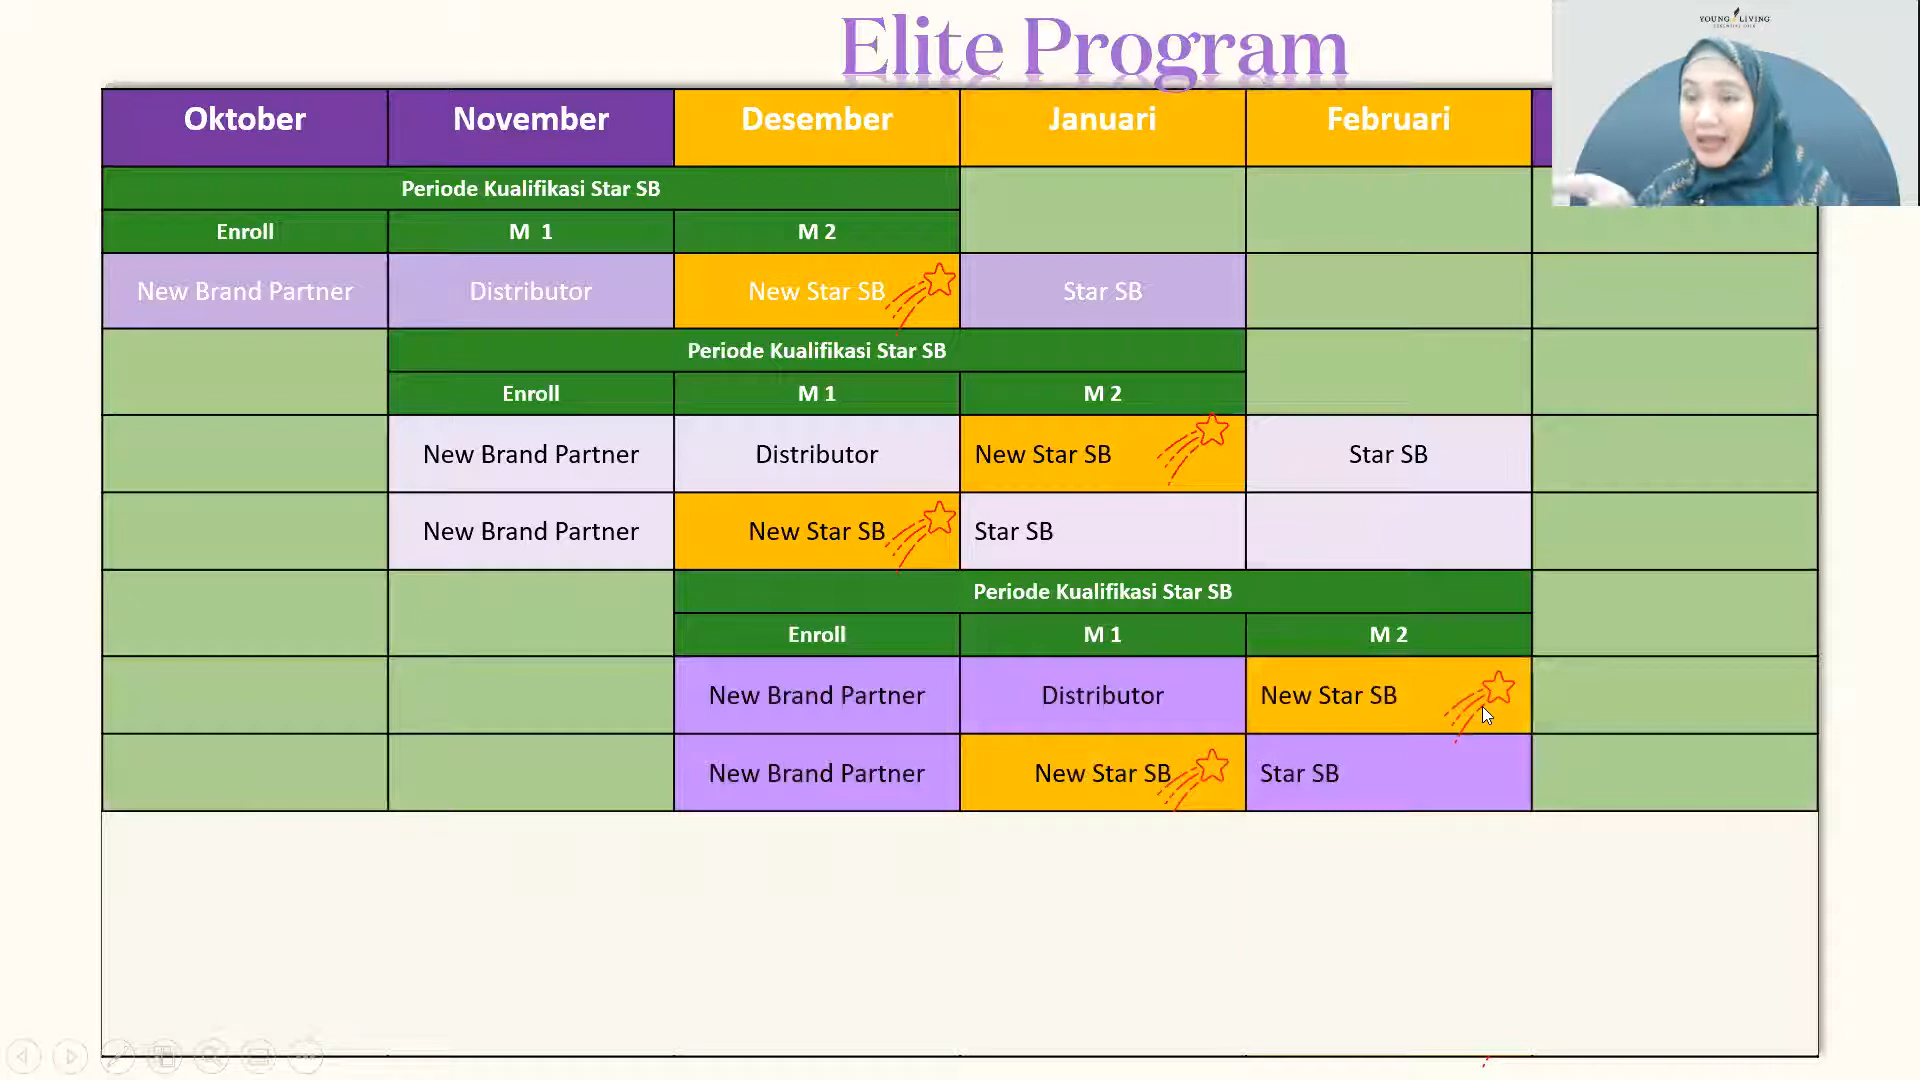 Elite Program
YOUNG LIVING
ESSENTIAL OILS
Oktober November Desember Januari Februari
Periode Kualifikasi Star SB
Enroll M 1 M 2
New Brand Partner Distributor New Star SB Star SB
Periode Kualifikasi Star SB
Enroll M 1 M 2
New Brand Partner Distributor New Star SB Star SB
New Brand Partner New Star SB Star SB
Periode Kualifikasi Star SB
Enroll M 1 M 2
New Brand Partner Distributor New Star SB
New Brand Partner New Star SB Star SB